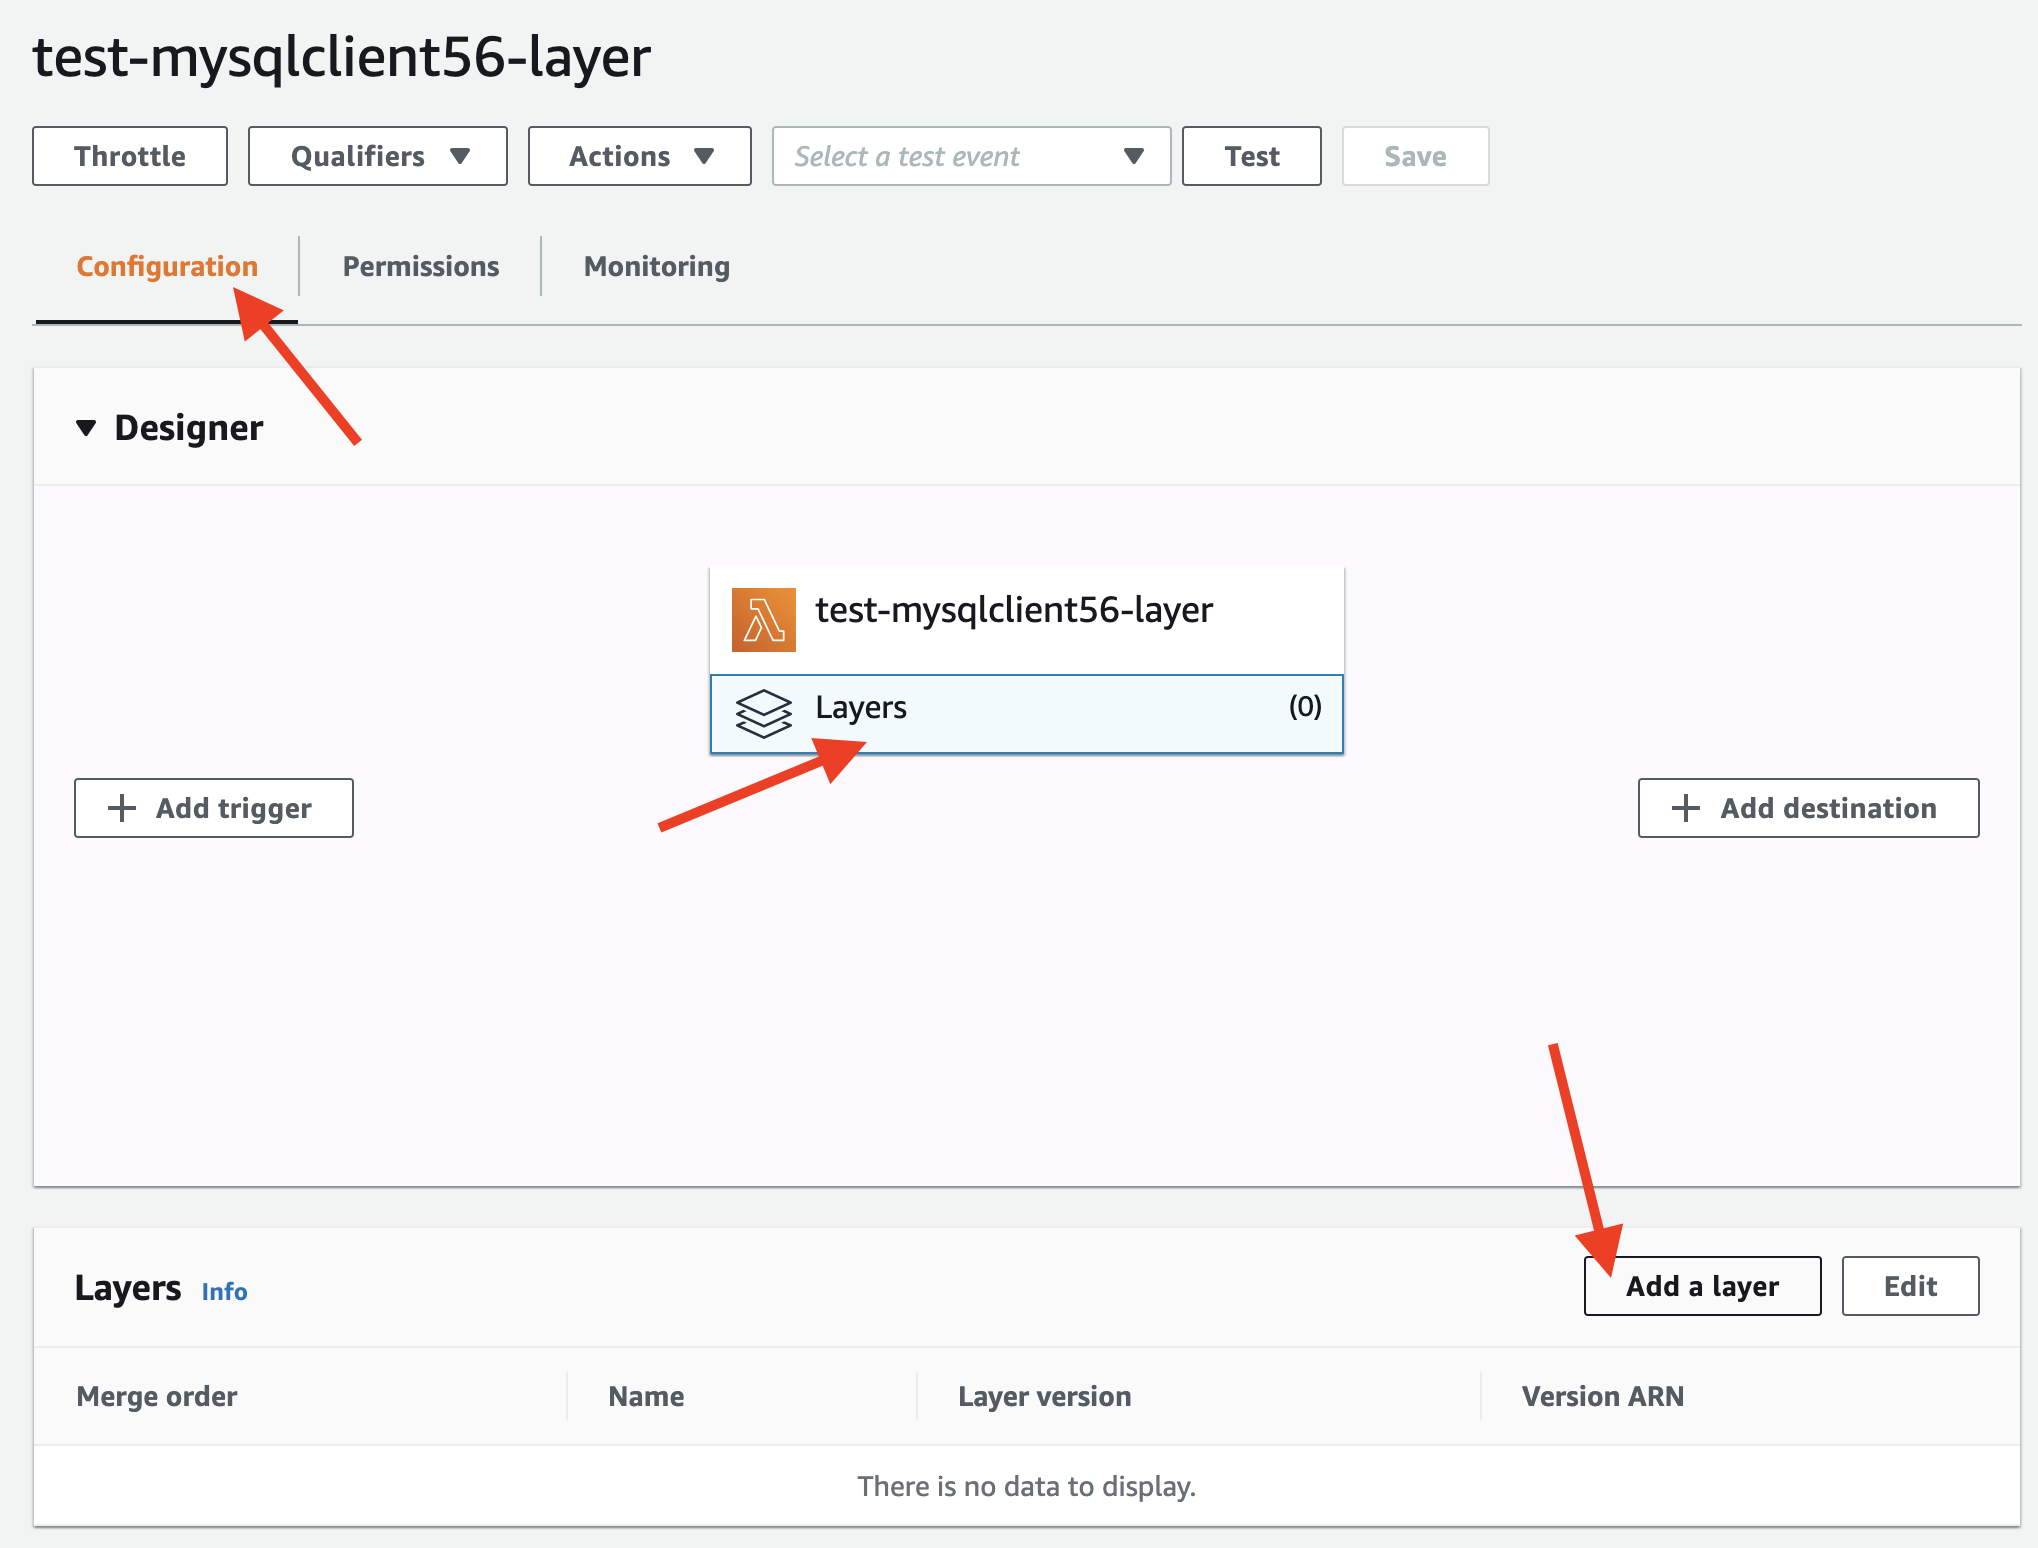 test-mysqlclient56-layer
Throttle Qualifiers Actions Select a test event Test Save
Configuration Permissions Monitoring
Designer
test-mysqlclient56-layer
Layers (0)
Add trigger Add destination
Layers Info Add a layer Edit
Merge order Name Layer version Version ARN
There is no data to display.